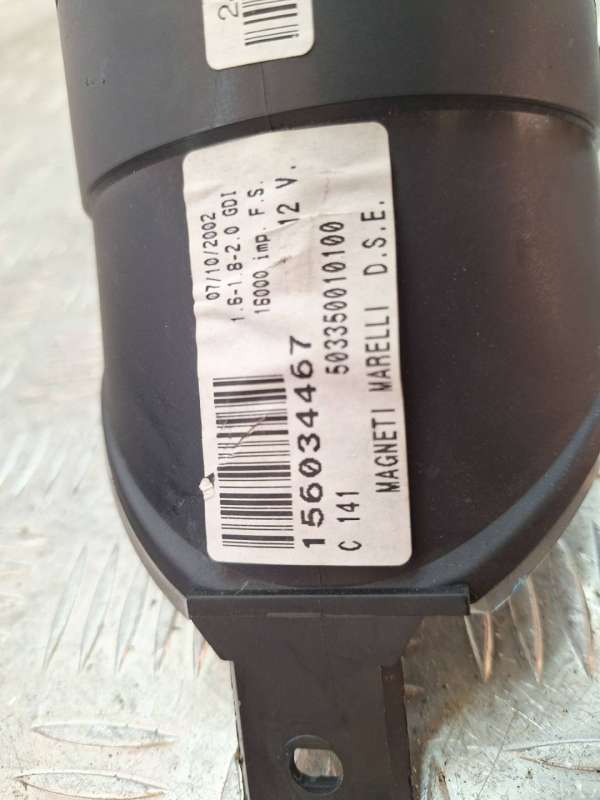 07/10/2002
1.6-1.8-2.0 GDI
16000 imp. F.S.
12 V.
156034467
503350010100
C 141
MAGNETI MARELLI D.S.E.